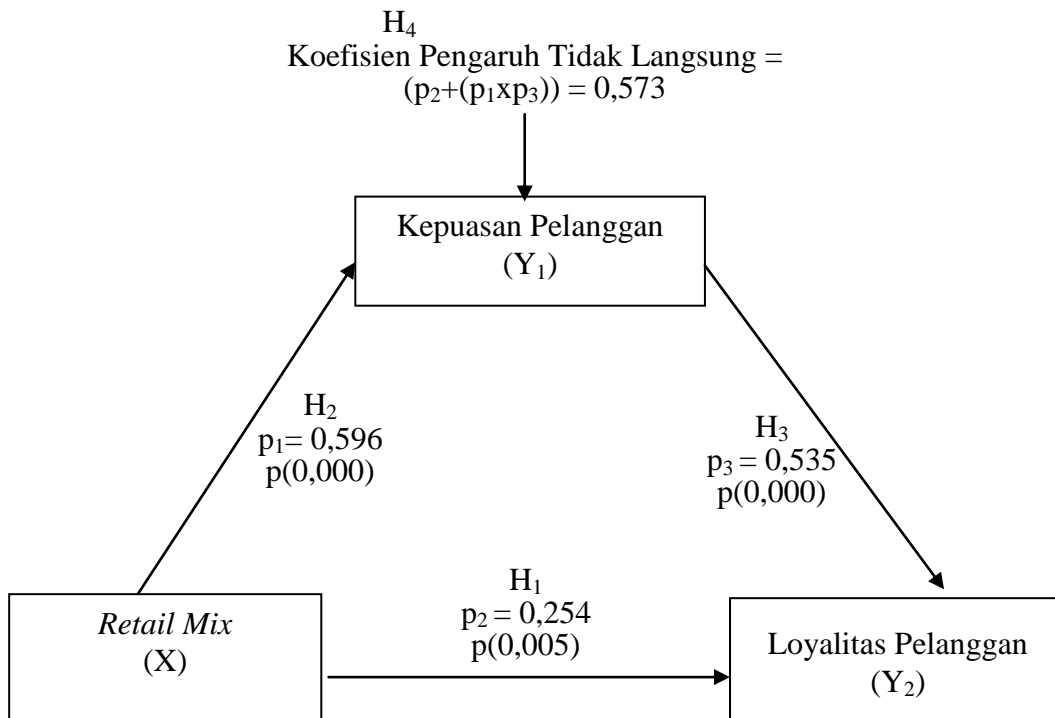 H₄
Koefisien Pengaruh Tidak Langsung =
(p₂+(p₁xp₃)) = 0,573
Kepuasan Pelanggan
(Y₁)
H₂
p₁= 0,596
p(0,000)
H₃
p₃ = 0,535
p(0,000)
H₁
p₂ = 0,254
p(0,005)
Retail Mix
(X)
Loyalitas Pelanggan
(Y₂)